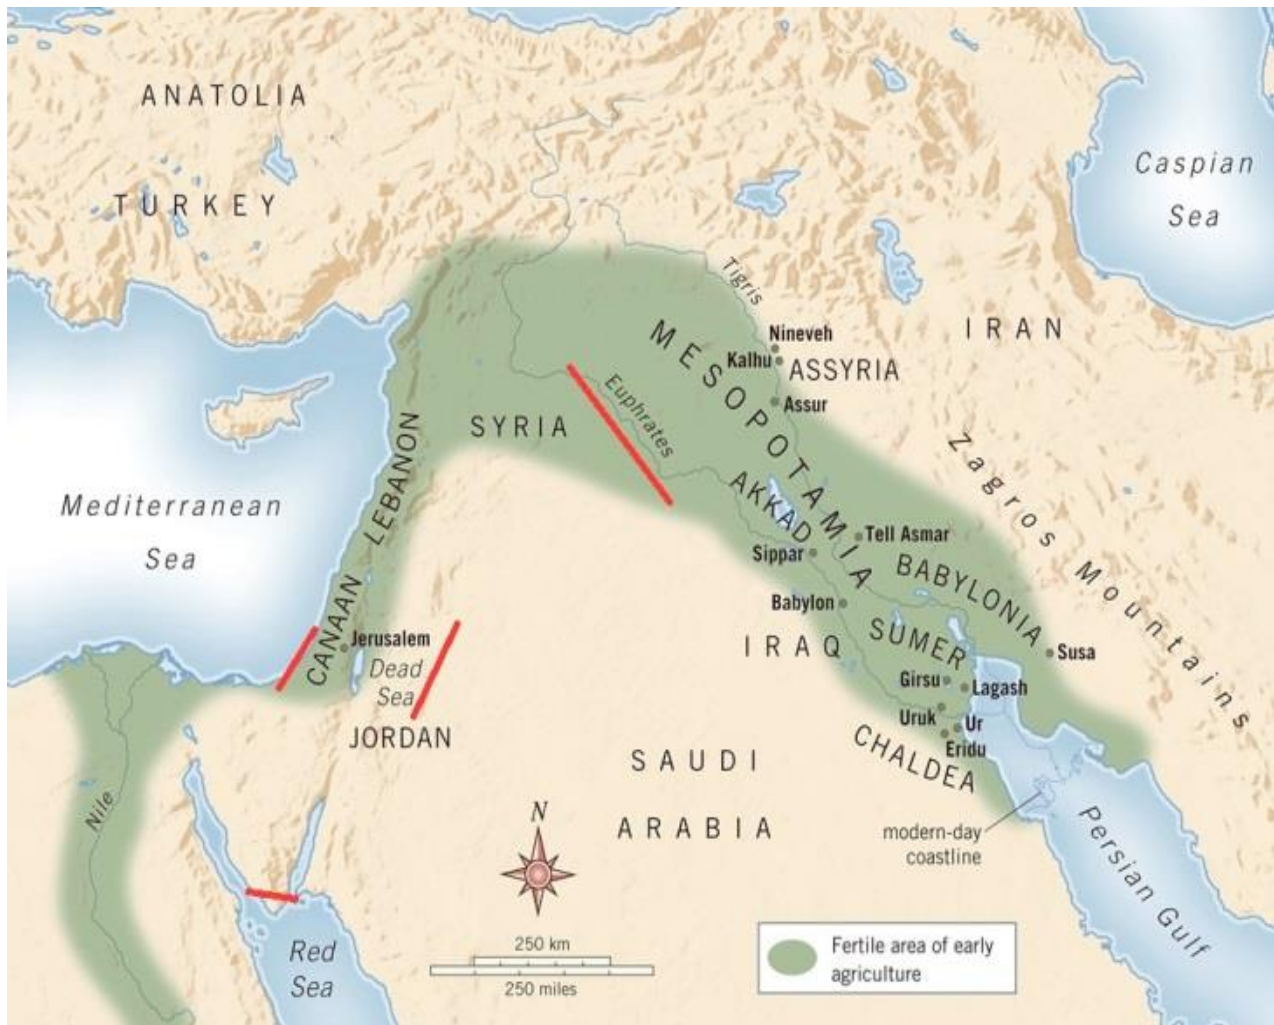 ANATOLIA
TURKEY
Caspian
Sea
Tigris
IRAN
Nineveh
Kalhu
ASSYRIA
Assur
MESOPOTAMIA
Euphrates
SYRIA
LEBANON
Zagros Mountains
Mediterranean
Sea
AKKAD
Tell Asmar
Sippar
BABYLONIA
Babylon
CANAAN
Jerusalem
Dead
Sea
IRAQ
SUMER
Susa
Girsu
Lagash
Uruk
Ur
Eridu
JORDAN
CHALDEA
SAUDI
ARABIA
Nile
N
modern-day
coastline
Persian Gulf
Red
Sea
250 km
250 miles
Fertile area of early
agriculture